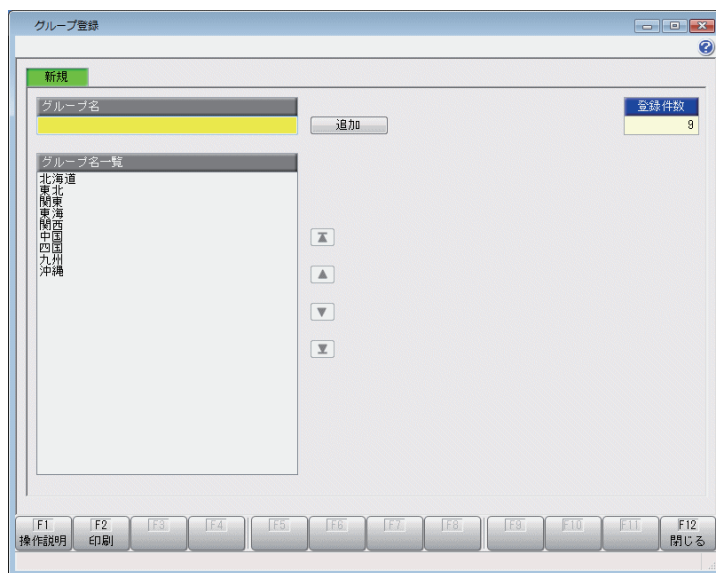 グループ登録
新規
グループ名
追加
登録件数
9
グループ名一覧
北海道
東北
関東
東海
関西
中国
四国
九州
沖縄
F1 F2 F3 F4 F5 F6 F7 F8 F9 F10 F11 F12
操作説明 印刷 閉じる